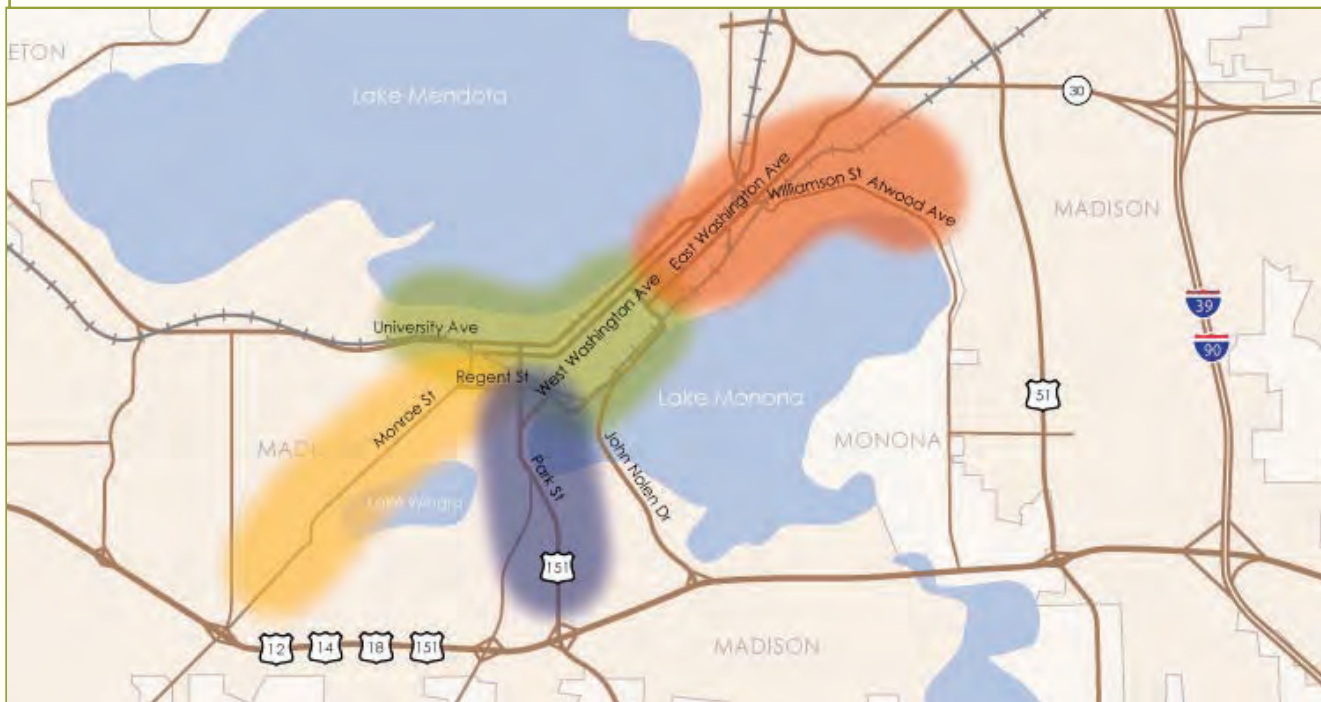 ETON
Lake Mendota
30
East Washington Ave
Williamson St
Atwood Ave
MADISON
University Ave
West Washington Ave
39
90
Regent St
Monroe St
Lake Monona
51
MADI
MONONA
Park St
John Nolen Dr
Lake Wingra
151
12
14
18
151
MADISON